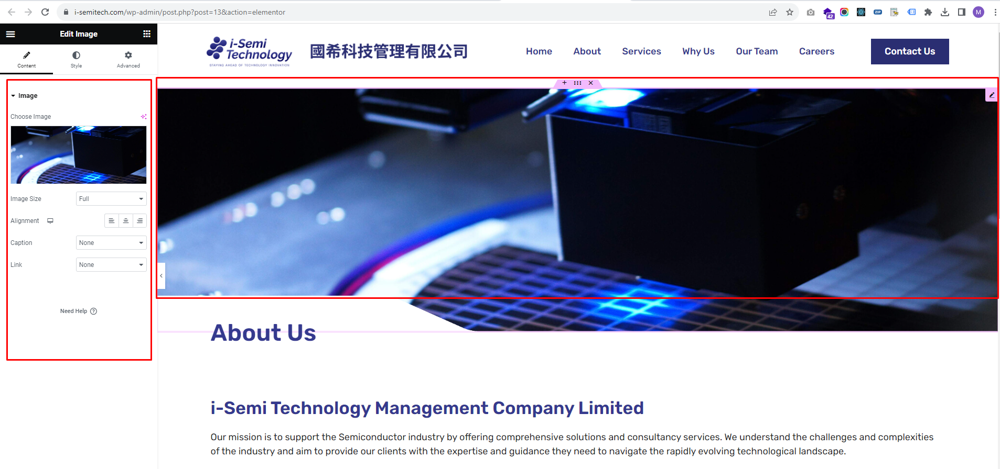 i-semitech.com/wp-admin/post.php?post=13&action=elementor
42
ZIP
M
Edit Image
Content
Style
Advanced
Image
Choose Image
Image Size
Full
Alignment
Caption
None
Link
None
Need Help
i-Semi
Technology
STAYING AHEAD OF TECHNOLOGY INNOVATION
國希科技管理有限公司
Home
About
Services
Why Us
Our Team
Careers
Contact Us
About Us
i-Semi Technology Management Company Limited
Our mission is to support the Semiconductor industry by offering comprehensive solutions and consultancy services. We understand the challenges and complexities
of the industry and aim to provide our clients with the expertise and guidance they need to navigate the rapidly evolving technological landscape.